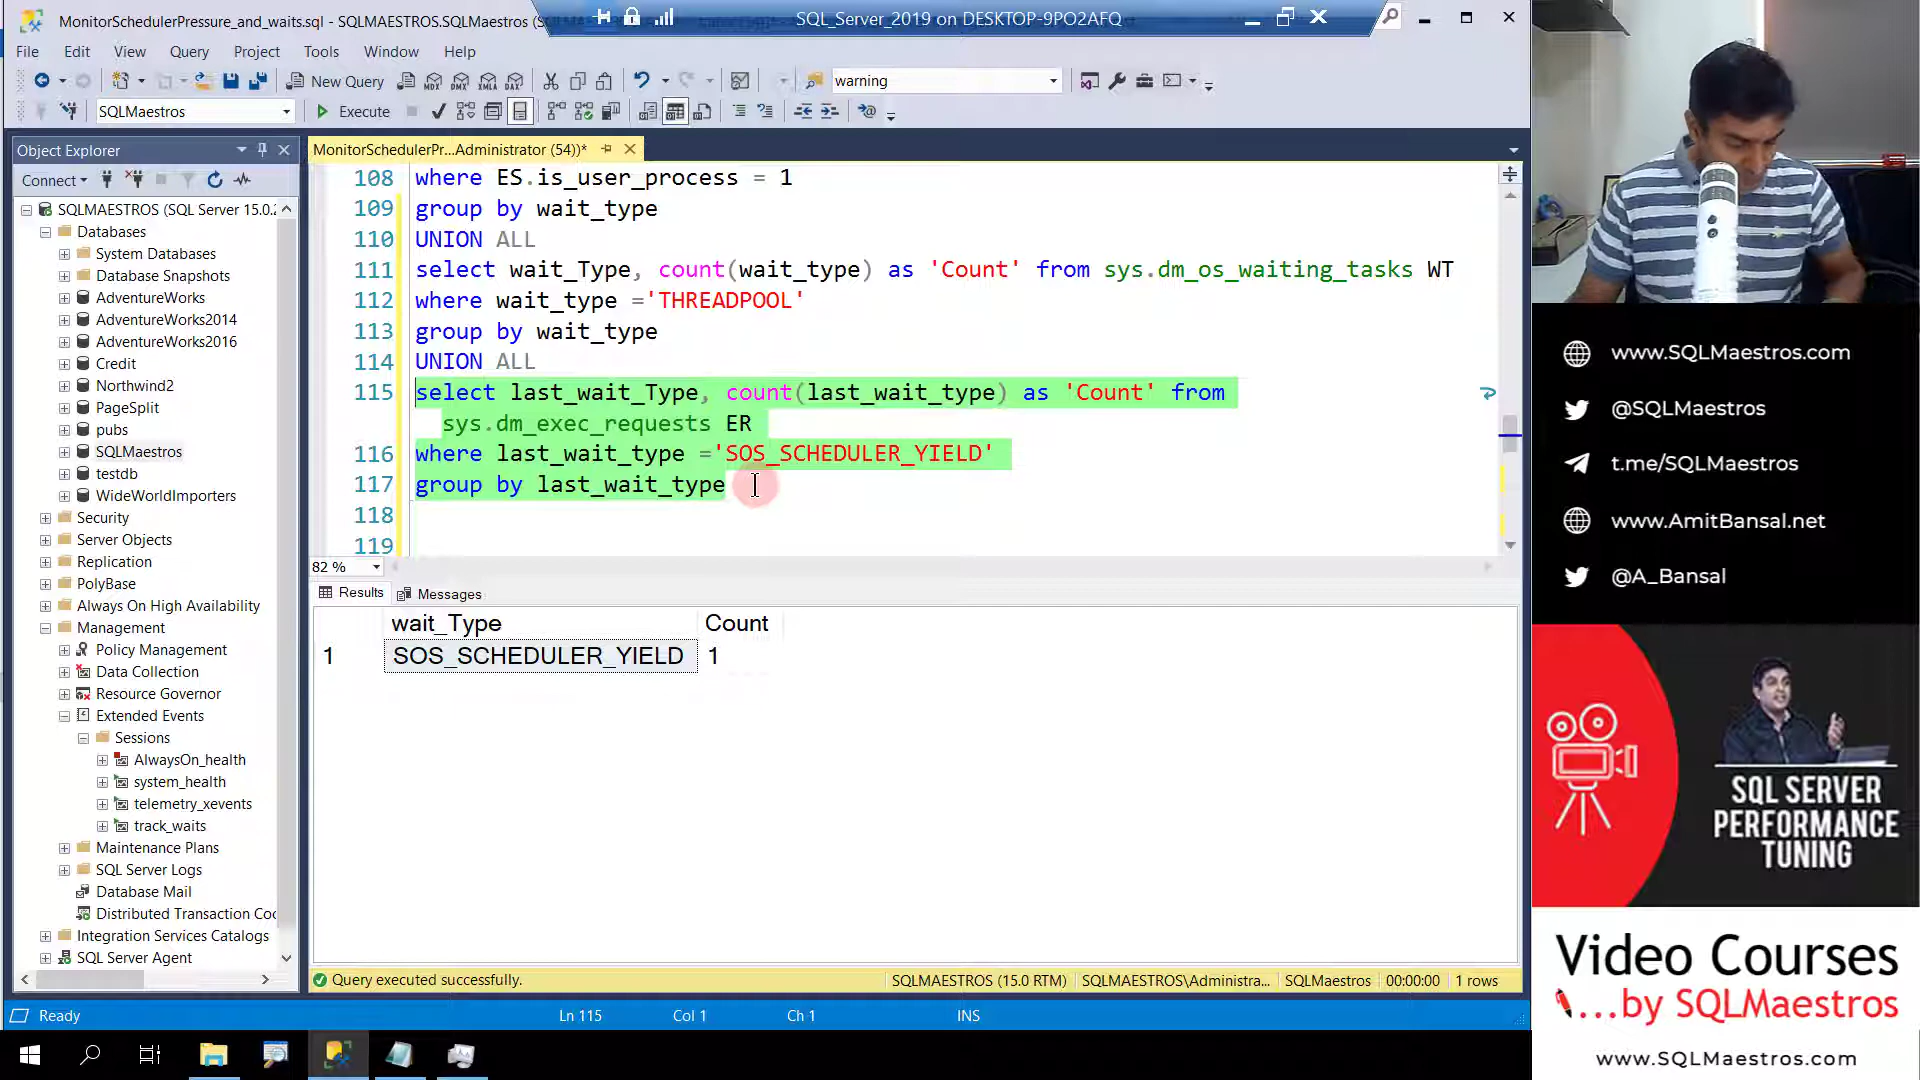 MonitorSchedulerPressure_and_waits.sql - SQLMAESTROS.SQLMaestros (SQLMAESTROS
SQL_Server_2019 on DESKTOP-9PO2AFQ
File Edit View Query Project Tools Window Help
New Query
MDX DMX XMLA DAX
warning
SQLMaestros
Execute
Object Explorer
MonitorSchedulerPr...Administrator (54))*
Connect
SQLMAESTROS (SQL Server 15.0.2
Databases
System Databases
Database Snapshots
AdventureWorks
AdventureWorks2014
AdventureWorks2016
Credit
Northwind2
PageSplit
pubs
SQLMaestros
testdb
WideWorldImporters
Security
Server Objects
Replication
PolyBase
Always On High Availability
Management
Policy Management
Data Collection
Resource Governor
Extended Events
Sessions
AlwaysOn_health
system_health
telemetry_xevents
track_waits
Maintenance Plans
SQL Server Logs
Database Mail
Distributed Transaction Coo
Integration Services Catalogs
SQL Server Agent
108 where ES.is_user_process = 1
109 group by wait_type
110 UNION ALL
111 select wait_Type, count(wait_type) as 'Count' from sys.dm_os_waiting_tasks WT
112 where wait_type ='THREADPOOL'
113 group by wait_type
114 UNION ALL
115 select last_wait_Type, count(last_wait_type) as 'Count' from
sys.dm_exec_requests ER
116 where last_wait_type ='SOS_SCHEDULER_YIELD'
117 group by last_wait_type
118
119
82 %
Results Messages
wait_Type Count
1 SOS_SCHEDULER_YIELD 1
Query executed successfully. SQLMAESTROS (15.0 RTM) SQLMAESTROS\Administra... SQLMaestros 00:00:00 1 rows
Ready Ln 115 Col 1 Ch 1 INS
www.SQLMaestros.com
@SQLMaestros
t.me/SQLMaestros
www.AmitBansal.net
@A_Bansal
SQL SERVER
PERFORMANCE
TUNING
Video Courses
...by SQLMaestros
www.SQLMaestros.com